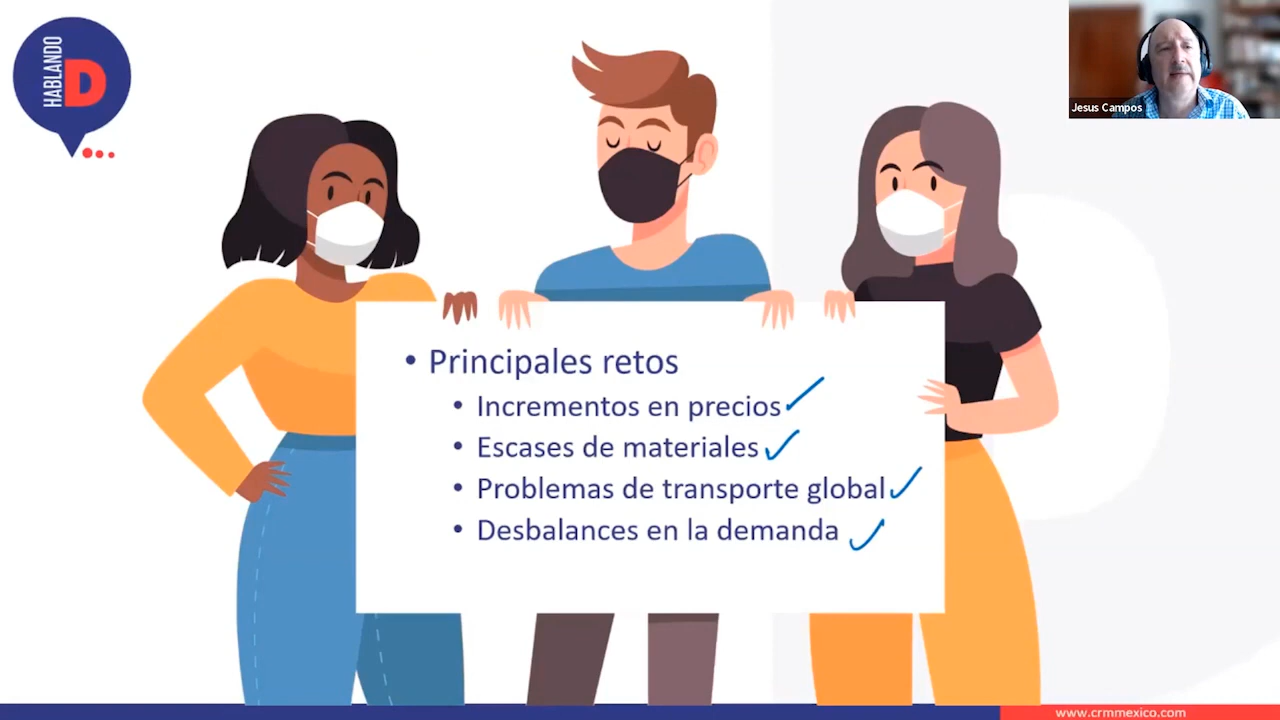 HABLANDO
D
Jesus Campos
• Principales retos
• Incrementos en precios
• Escases de materiales
• Problemas de transporte global
• Desbalances en la demanda
www.crmmexico.com